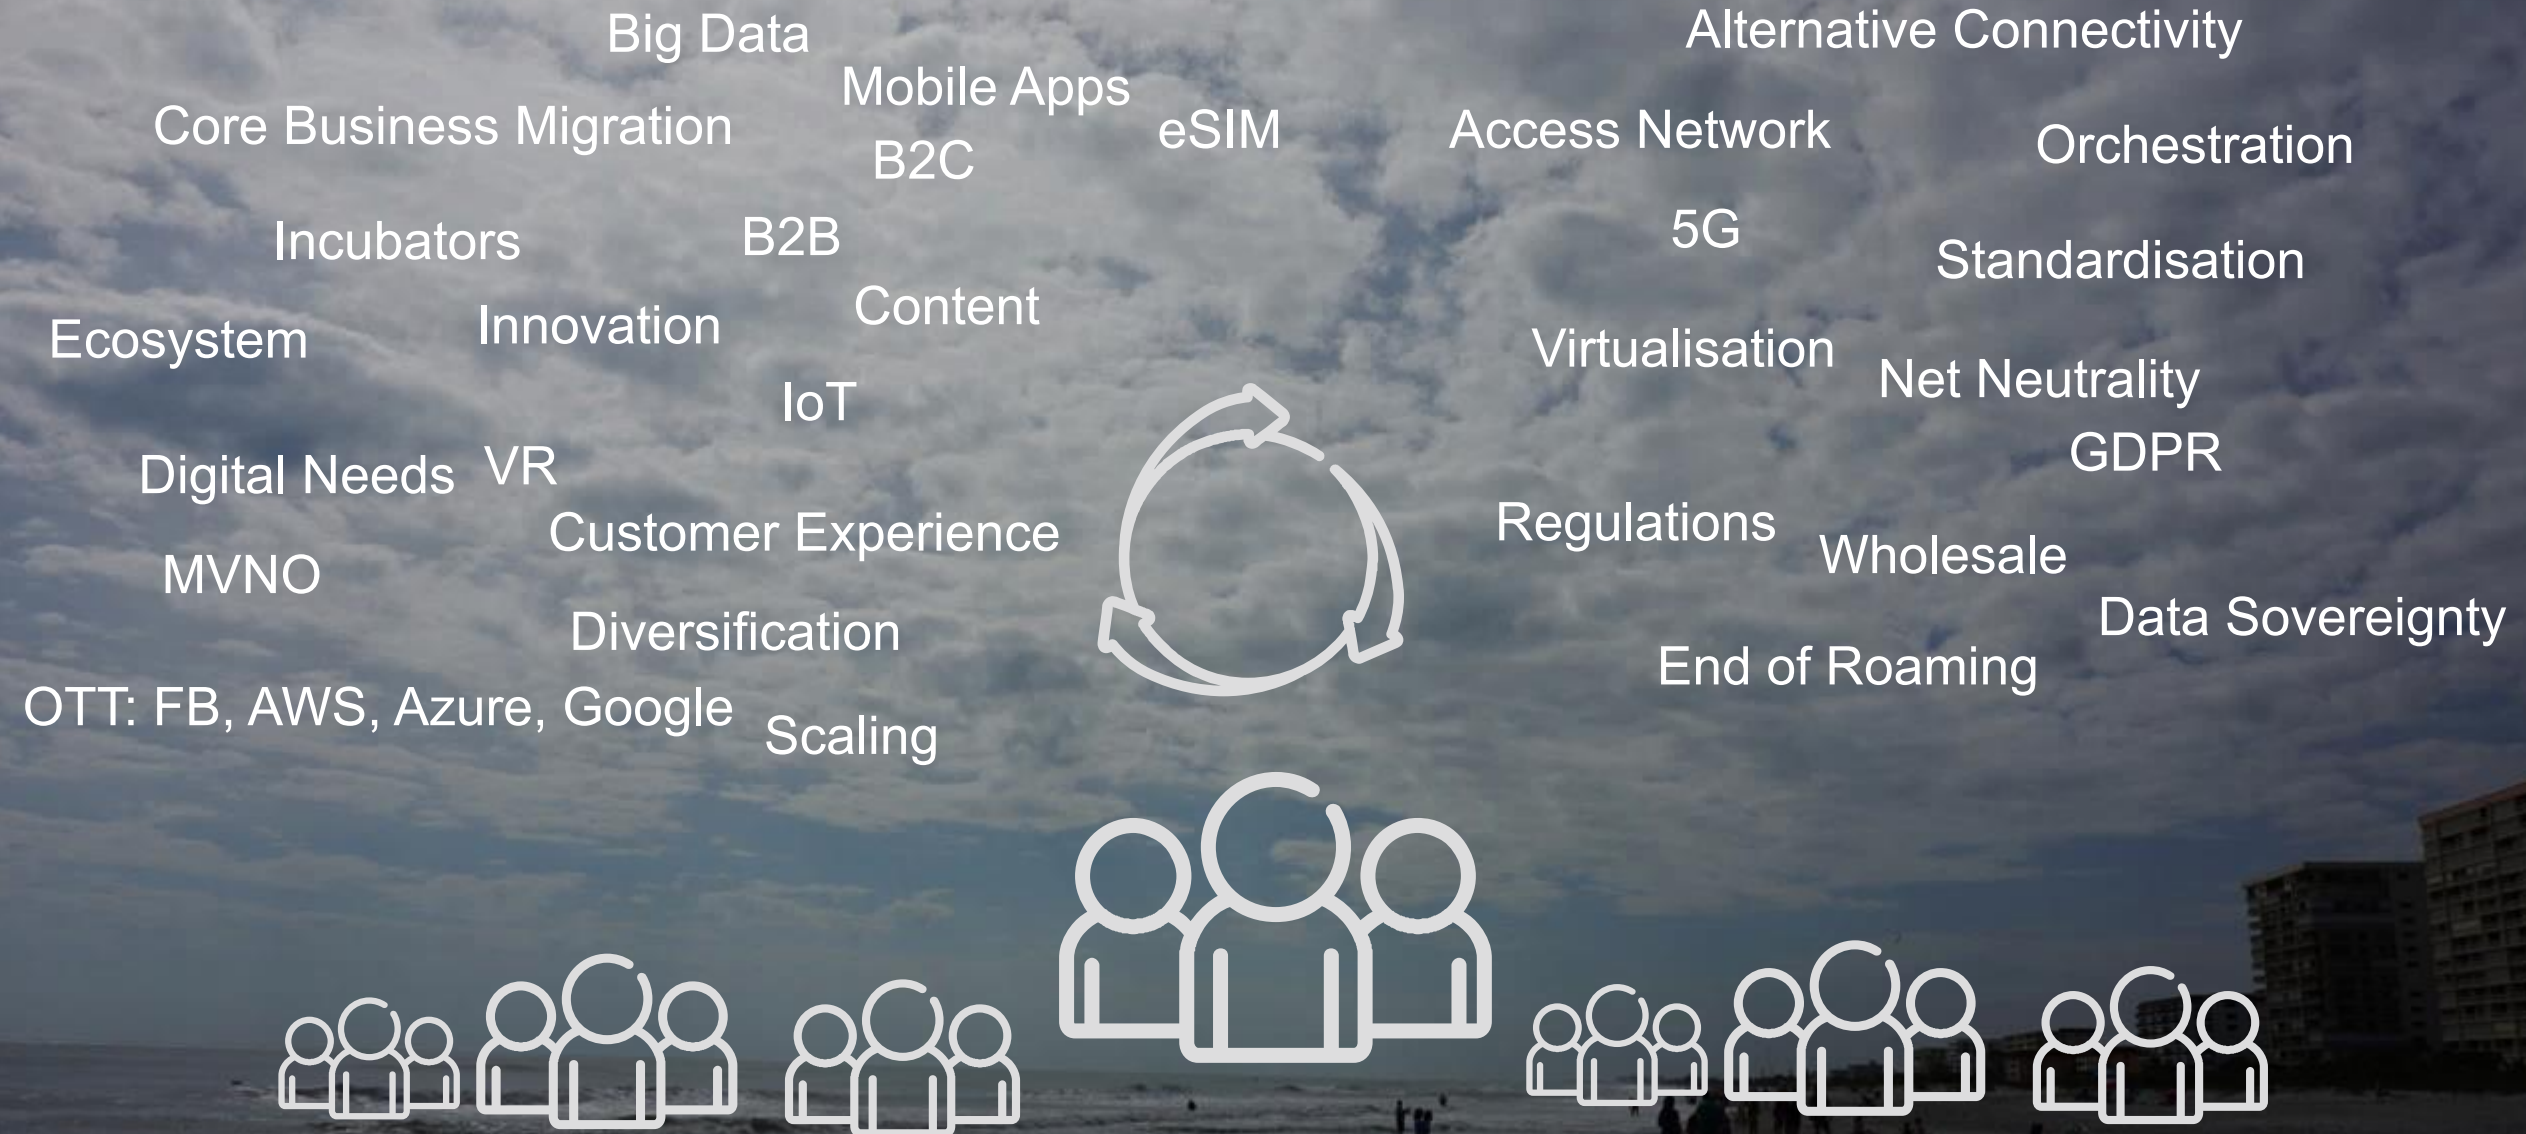 Big Data
Alternative Connectivity
Mobile Apps
Core Business Migration
eSIM
Access Network
Orchestration
B2C
Incubators
B2B
5G
Standardisation
Content
Ecosystem
Innovation
Virtualisation
Net Neutrality
IoT
GDPR
Digital Needs
VR
Customer Experience
Regulations
Wholesale
MVNO
Data Sovereignty
Diversification
End of Roaming
OTT: FB, AWS, Azure, Google
Scaling